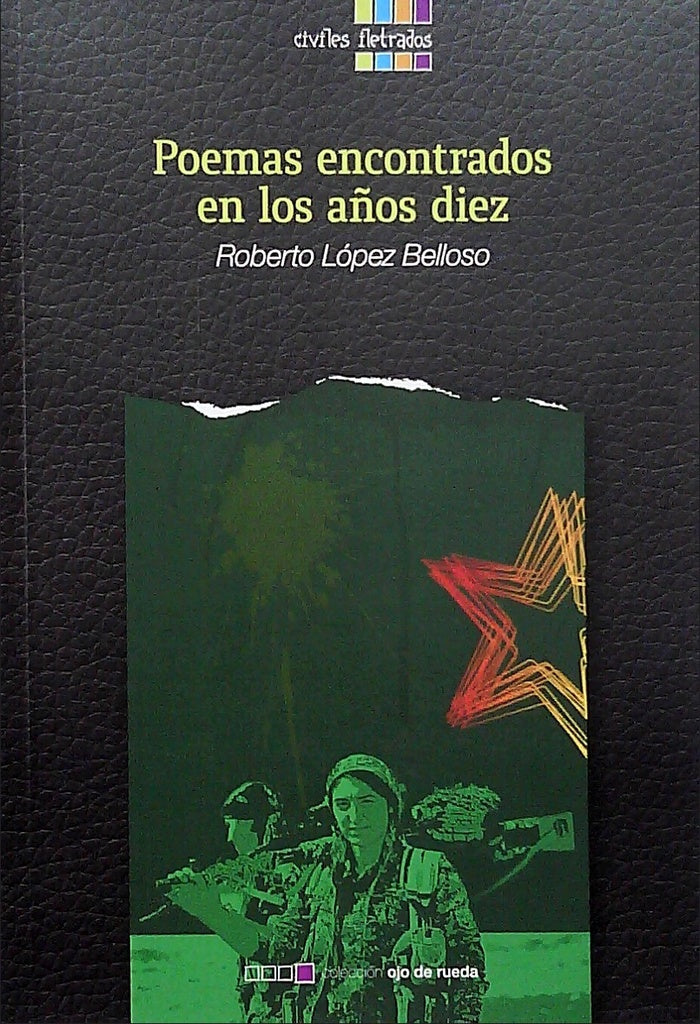 civiles iletrados
Poemas encontrados
en los años diez
Roberto López Belloso
colección ojo de rueda